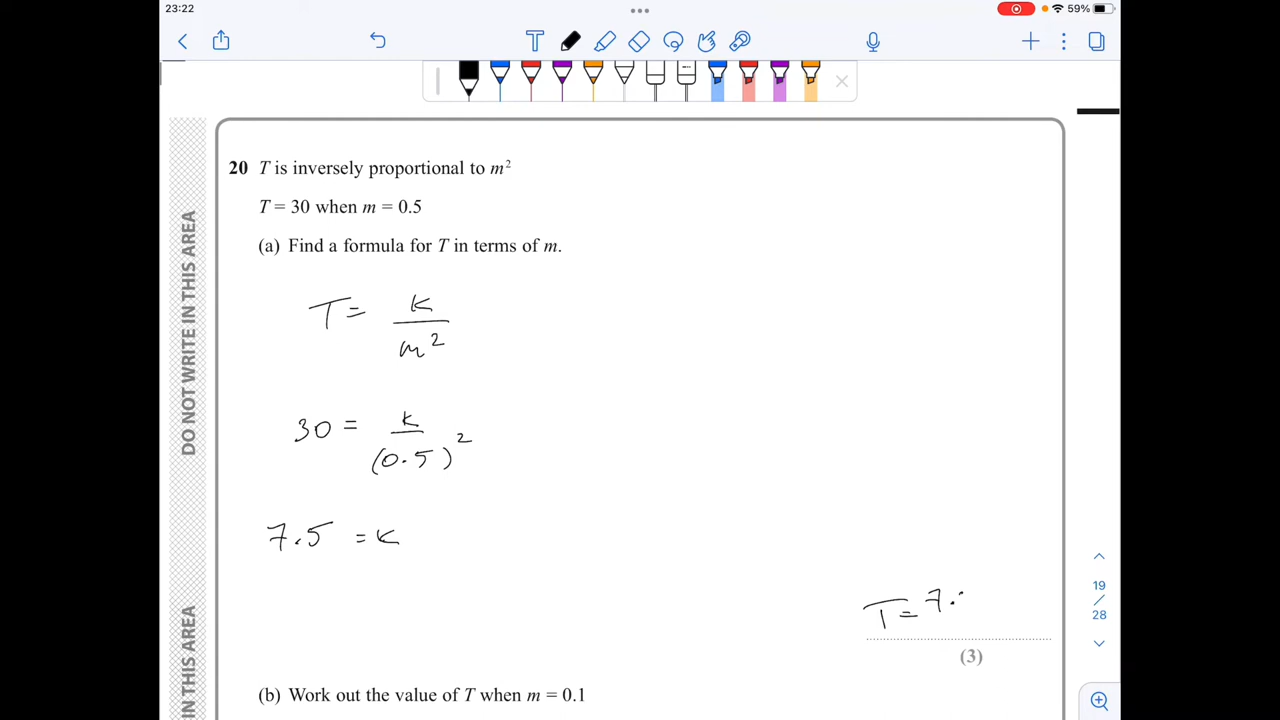 23:22
59%
DO NOT WRITE IN THIS AREA
20 T is inversely proportional to m²
T = 30 when m = 0.5
(a) Find a formula for T in terms of m.
T = k
m²
30 = k
(0.5)²
7.5 = k
T = 7.
(3)
(b) Work out the value of T when m = 0.1
IN THIS AREA
19
/
28